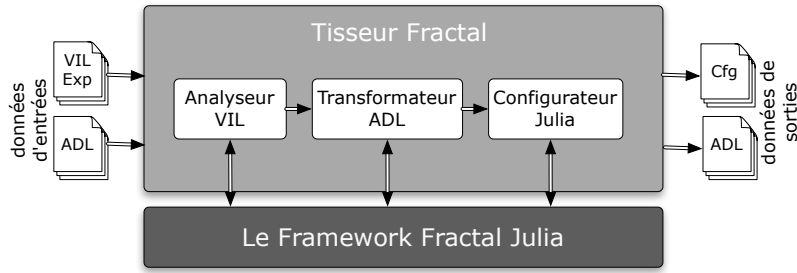 Tisseur Fractal
données
d'entrées
VIL
Exp
ADL
Analyseur
VIL
Transformateur
ADL
Configurateur
Julia
Cfg
ADL
données de
sorties
Le Framework Fractal Julia